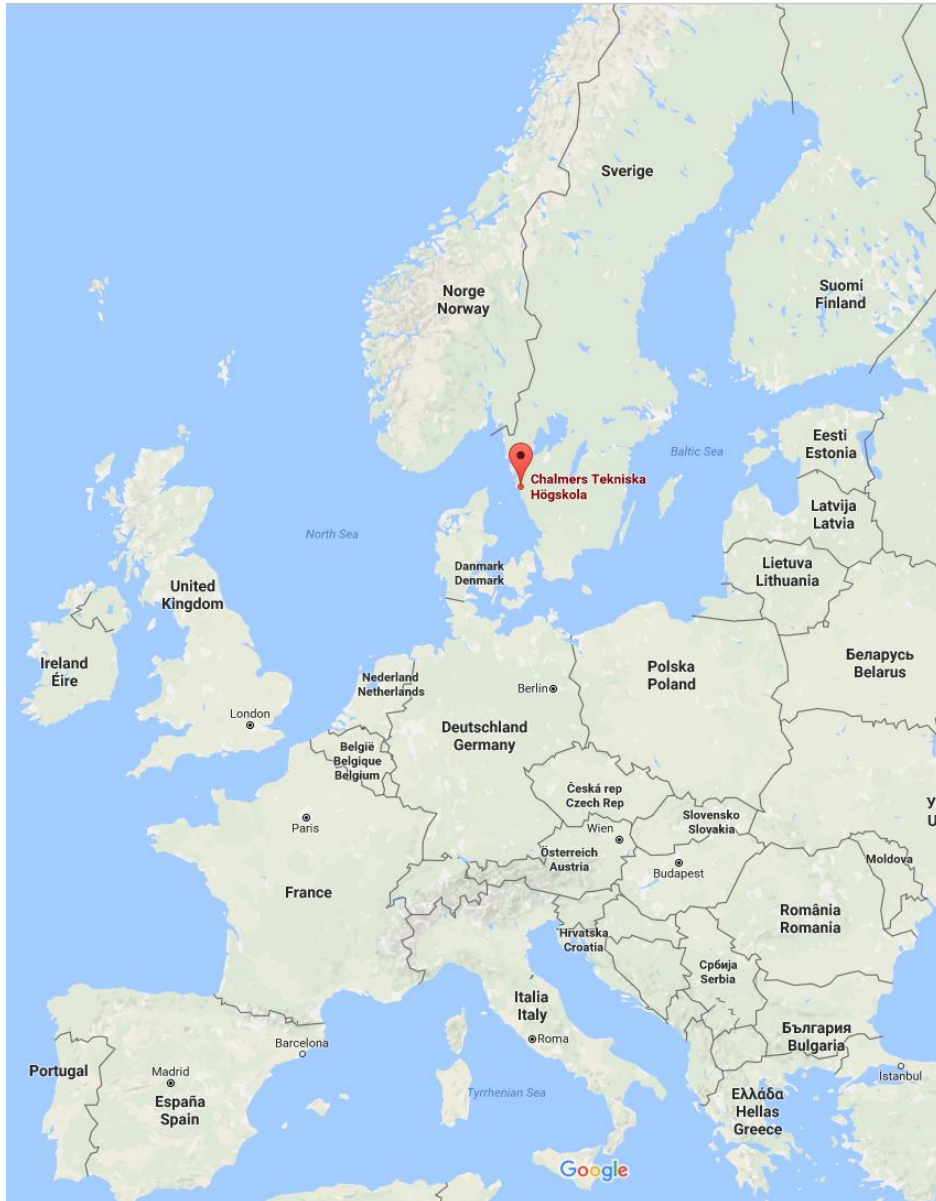 Sverige
Suomi
Finland
Norge
Norway
Baltic Sea
Eesti
Estonia
Chalmers Tekniska
Högskola
Latvija
Latvia
North Sea
Danmark
Denmark
Lietuva
Lithuania
United
Kingdom
Ireland
Éire
Беларусь
Belarus
Nederland
Netherlands
Polska
Poland
Berlin
London
Deutschland
Germany
België
Belgique
Belgium
Česká rep
Czech Rep
Slovensko
Slovakia
Paris
Wien
Österreich
Austria
Budapest
Moldova
France
România
Romania
Hrvatska
Croatia
Србија
Serbia
Italia
Italy
Roma
България
Bulgaria
Barcelona
Portugal
Madrid
España
Spain
İstanbul
Tyrrhenian Sea
Ελλάδα
Hellas
Greece
Google